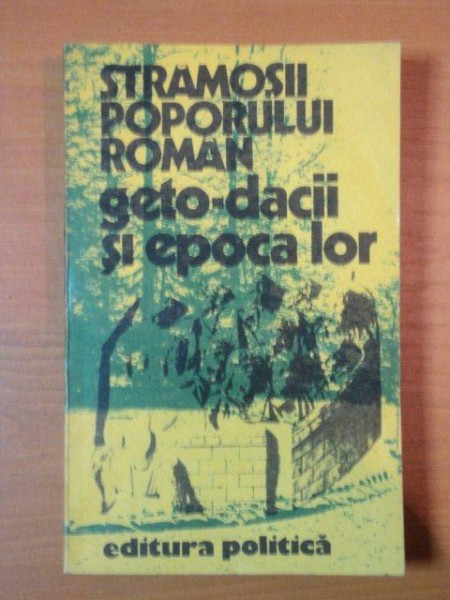 STRAMOSII
POPORULUI
ROMAN
geto-dacii
și epoca lor
editura politică